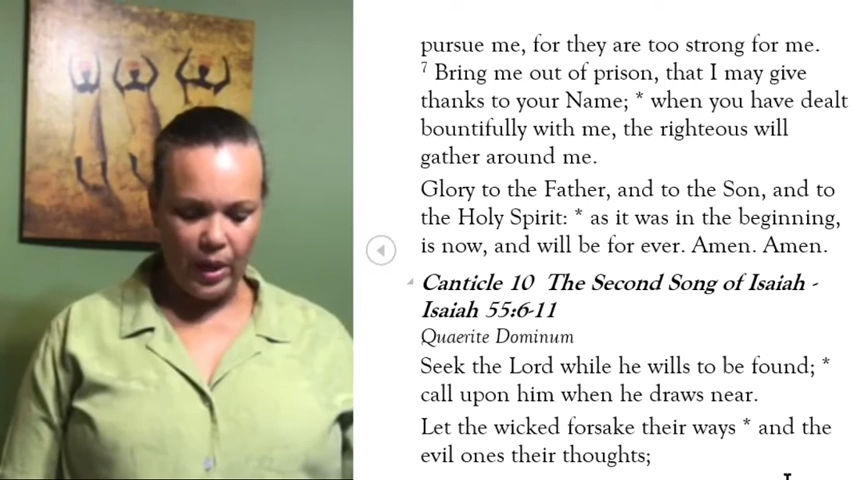 pursue me, for they are too strong for me.
⁷ Bring me out of prison, that I may give
thanks to your Name; * when you have dealt
bountifully with me, the righteous will
gather around me.
Glory to the Father, and to the Son, and to
the Holy Spirit: * as it was in the beginning,
is now, and will be for ever. Amen. Amen.
Canticle 10 The Second Song of Isaiah -
Isaiah 55:6-11
Quaerite Dominum
Seek the Lord while he wills to be found; *
call upon him when he draws near.
Let the wicked forsake their ways * and the
evil ones their thoughts;